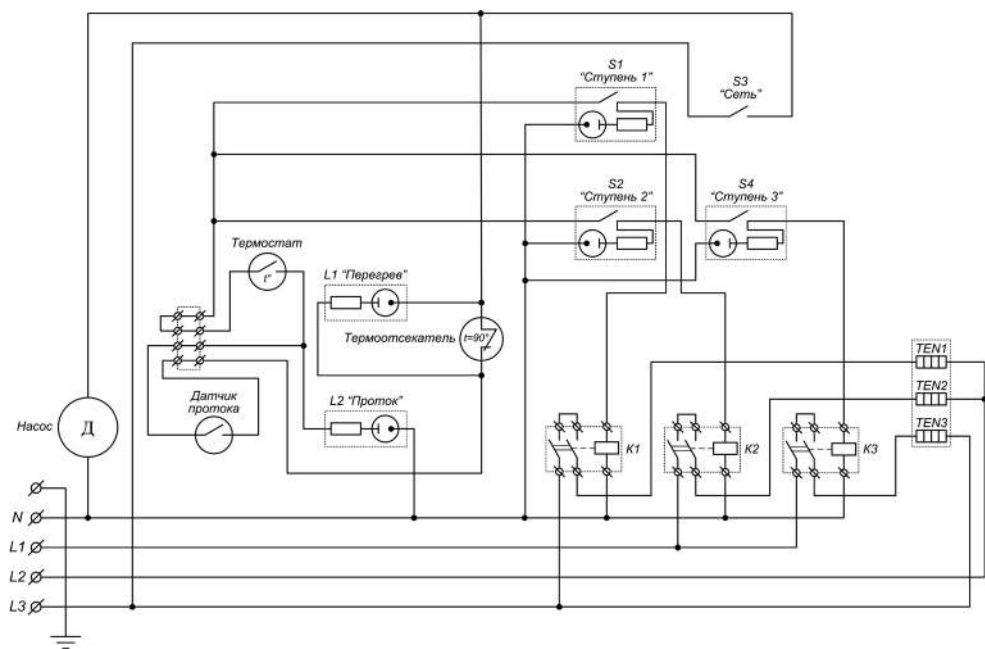 S1
“Ступень 1”
S3
“Сеть”
S2
“Ступень 2”
S4
“Ступень 3”
Термостат
t°
L1 “Перегрев”
Термоотсекатель
t=90°
TEN1
TEN2
TEN3
Датчик
протока
L2 “Проток”
Насос
Д
K1
K2
K3
N
L1
L2
L3